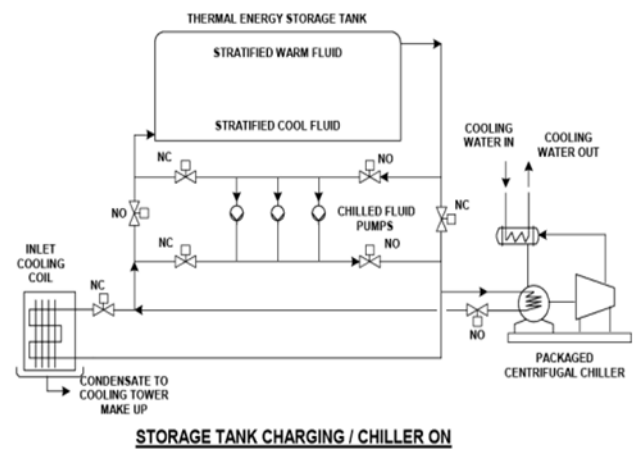 THERMAL ENERGY STORAGE TANK
STRATIFIED WARM FLUID
STRATIFIED COOL FLUID
COOLING
WATER IN
COOLING
WATER OUT
NC
NO
NO
CHILLED FLUID
PUMPS
NC
NC
NO
INLET
COOLING
COIL
NC
NO
PACKAGED
CENTRIFUGAL CHILLER
CONDENSATE TO
COOLING TOWER
MAKE UP
STORAGE TANK CHARGING / CHILLER ON